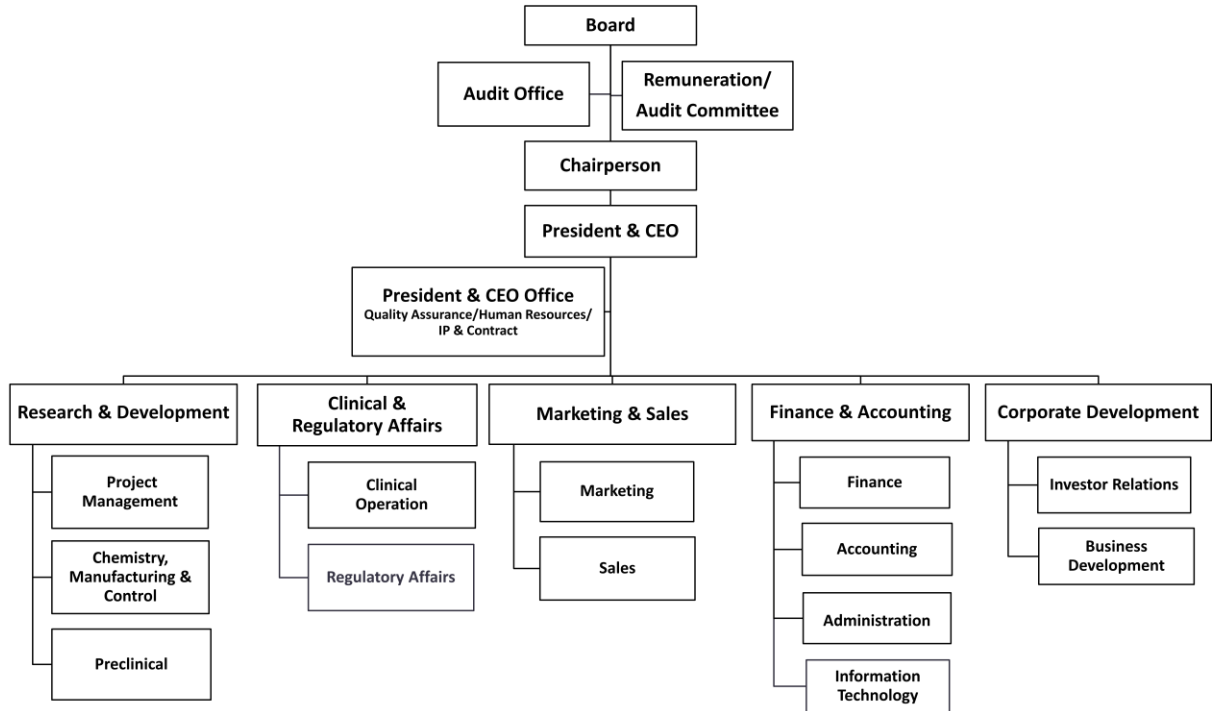 Board
Audit Office
Remuneration/
Audit Committee
Chairperson
President & CEO
President & CEO Office
Quality Assurance/Human Resources/
IP & Contract
Research & Development
Project
Management
Chemistry,
Manufacturing &
Control
Preclinical
Clinical &
Regulatory Affairs
Clinical
Operation
Regulatory Affairs
Marketing & Sales
Marketing
Sales
Finance & Accounting
Finance
Accounting
Administration
Information
Technology
Corporate Development
Investor Relations
Business
Development